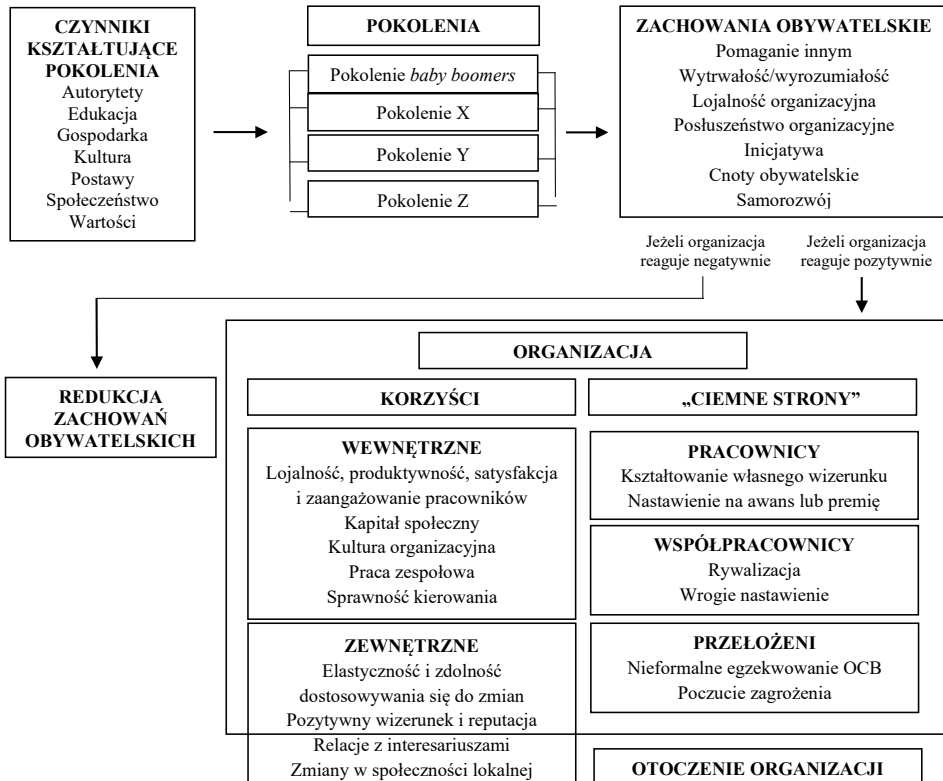 CZYNNIKI
KSZTAŁTUJĄCE
POKOLENIA
Autorytety
Edukacja
Gospodarka
Kultura
Postawy
Społeczeństwo
Wartości
POKOLENIA
Pokolenie baby boomers
Pokolenie X
Pokolenie Y
Pokolenie Z
ZACHOWANIA OBYWATELSKIE
Pomaganie innym
Wytrwałość/wyrozumiałość
Lojalność organizacyjna
Posłuszeństwo organizacyjne
Inicjatywa
Cnoty obywatelskie
Samorozwój
Jeżeli organizacja
reaguje negatywnie
Jeżeli organizacja
reaguje pozytywnie
REDUKCJA
ZACHOWAŃ
OBYWATELSKICH
ORGANIZACJA
KORZYŚCI
WEWNĘTRZNE
Lojalność, produktywność, satysfakcja
i zaangażowanie pracowników
Kapitał społeczny
Kultura organizacyjna
Praca zespołowa
Sprawność kierowania
ZEWNĘTRZNE
Elastyczność i zdolność
dostosowywania się do zmian
Pozytywny wizerunek i reputacja
Relacje z interesariuszami
Zmiany w społeczności lokalnej
„CIEMNE STRONY”
PRACOWNICY
Kształtowanie własnego wizerunku
Nastawienie na awans lub premię
WSPÓŁPRACOWNICY
Rywalizacja
Wrogie nastawienie
PRZEŁOŻENI
Nieformalne egzekwowanie OCB
Poczucie zagrożenia
OTOCZENIE ORGANIZACJI